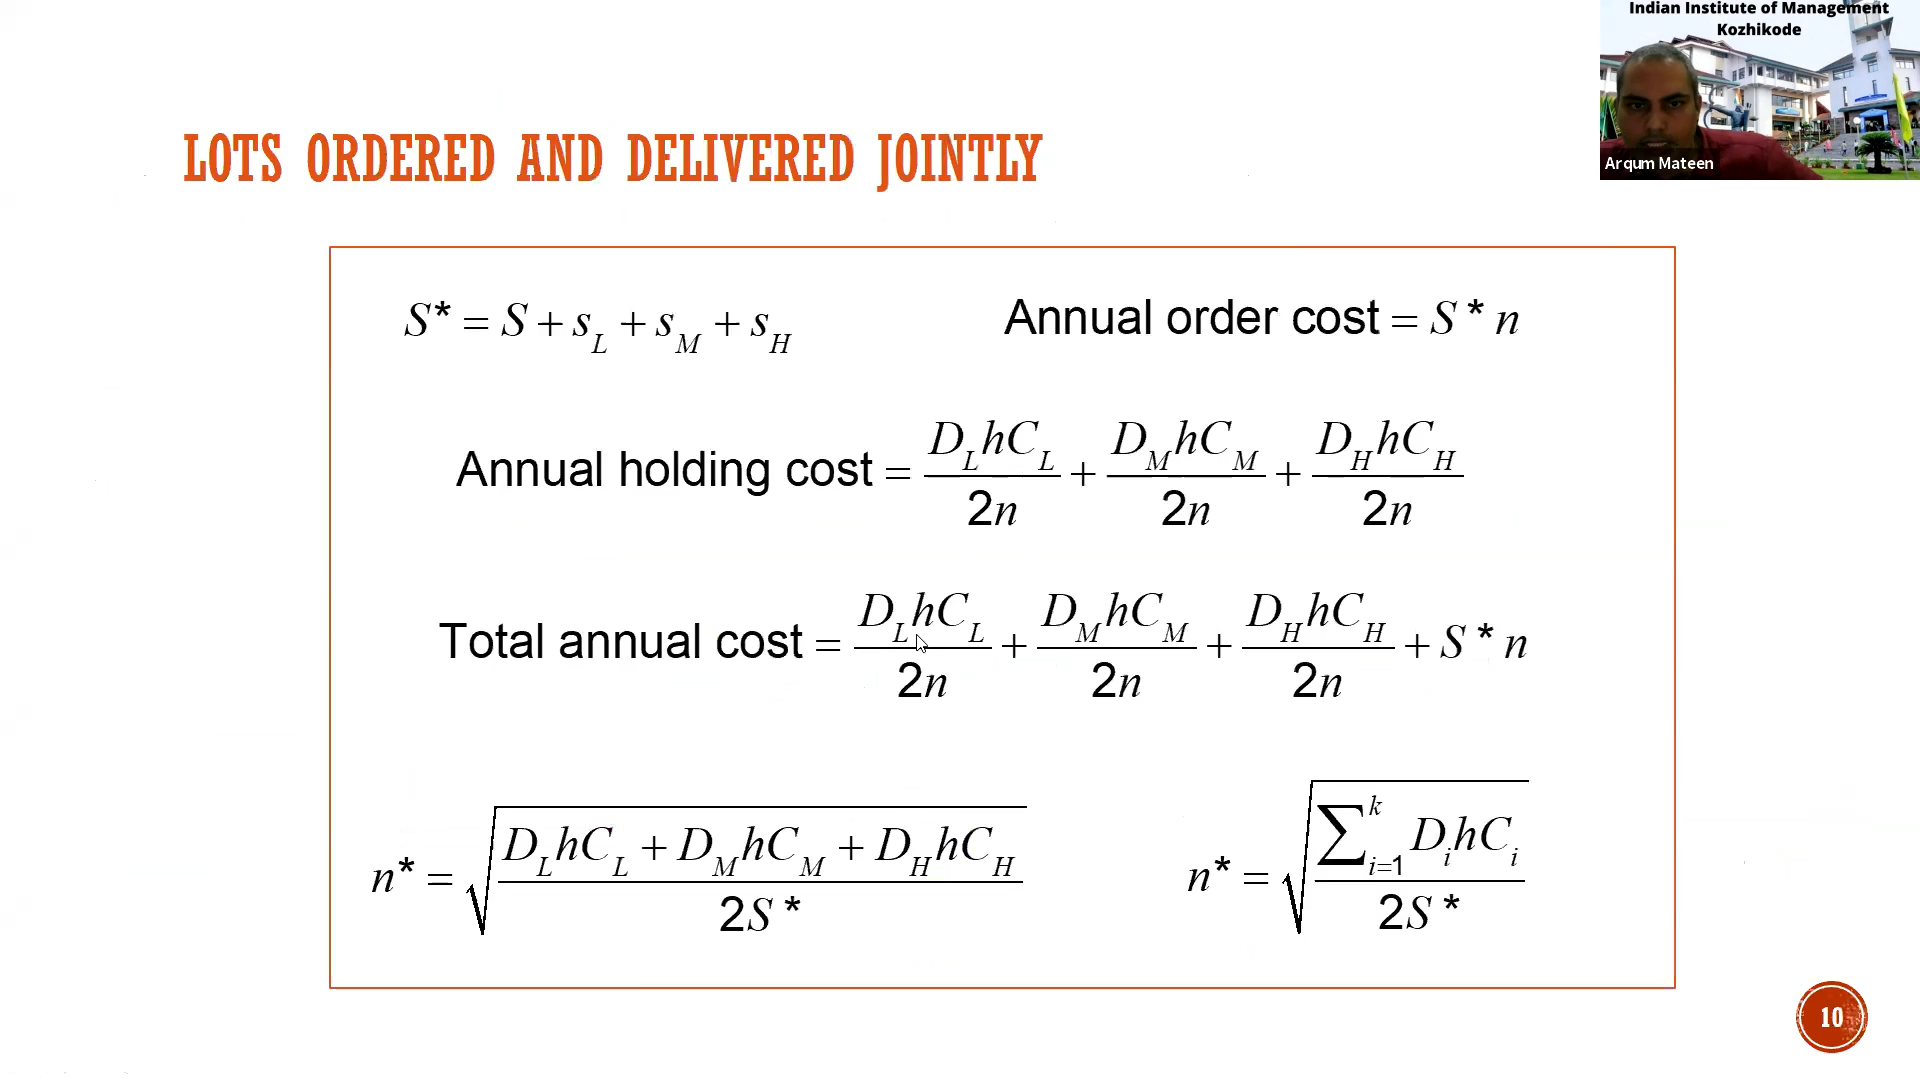 Indian Institute of Management
Kozhikode
Arqum Mateen
LOTS ORDERED AND DELIVERED JOINTLY
S* = S + s_L + s_M + s_H
Annual order cost = S * n
Annual holding cost = D_L hC_L / 2n + D_M hC_M / 2n + D_H hC_H / 2n
Total annual cost = D_L hC_L / 2n + D_M hC_M / 2n + D_H hC_H / 2n + S * n
n* = √((D_L hC_L + D_M hC_M + D_H hC_H) / 2S *)
n* = √(∑_{i=1}^{k} D_i hC_i / 2S *)
10